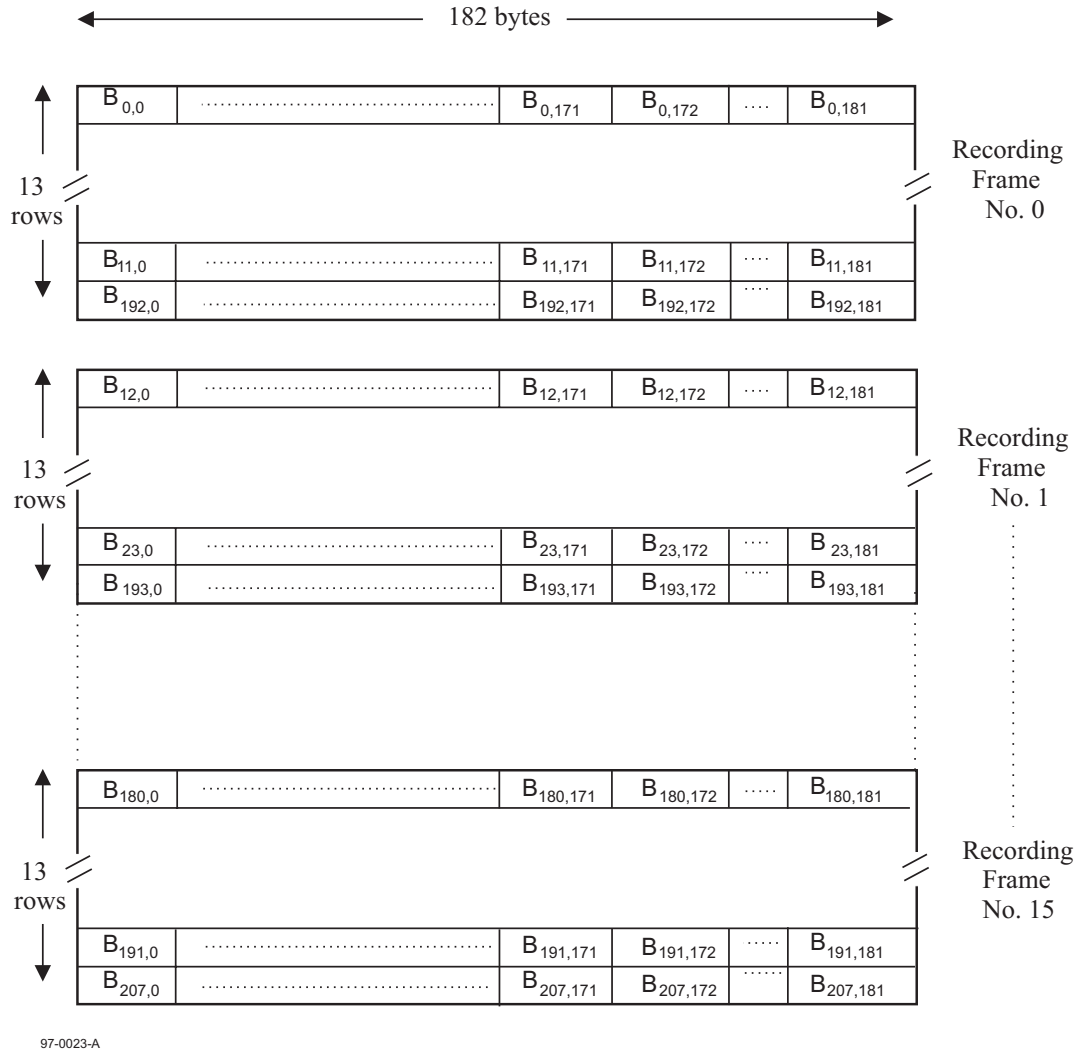 182 bytes
B0,0 ........ B0,171 B0,172 .... B0,181
Recording
Frame
No. 0
13
rows
B11,0 ........ B11,171 B11,172 .... B11,181
B192,0 ........ B192,171 B192,172 .... B192,181
B12,0 ........ B12,171 B12,172 .... B12,181
Recording
Frame
No. 1
13
rows
B23,0 ........ B23,171 B23,172 .... B23,181
B193,0 ........ B193,171 B193,172 .... B193,181
B180,0 ........ B180,171 B180,172 ..... B180,181
Recording
Frame
No. 15
13
rows
B191,0 ........ B191,171 B191,172 ..... B191,181
B207,0 ........ B207,171 B207,172 ...... B207,181
97-0023-A